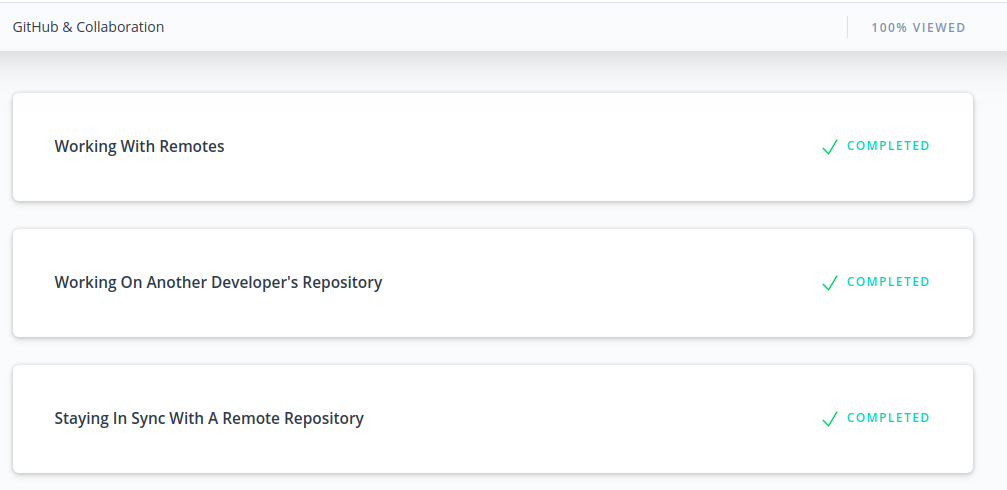 GitHub & Collaboration
100% VIEWED
Working With Remotes
COMPLETED
Working On Another Developer's Repository
COMPLETED
Staying In Sync With A Remote Repository
COMPLETED